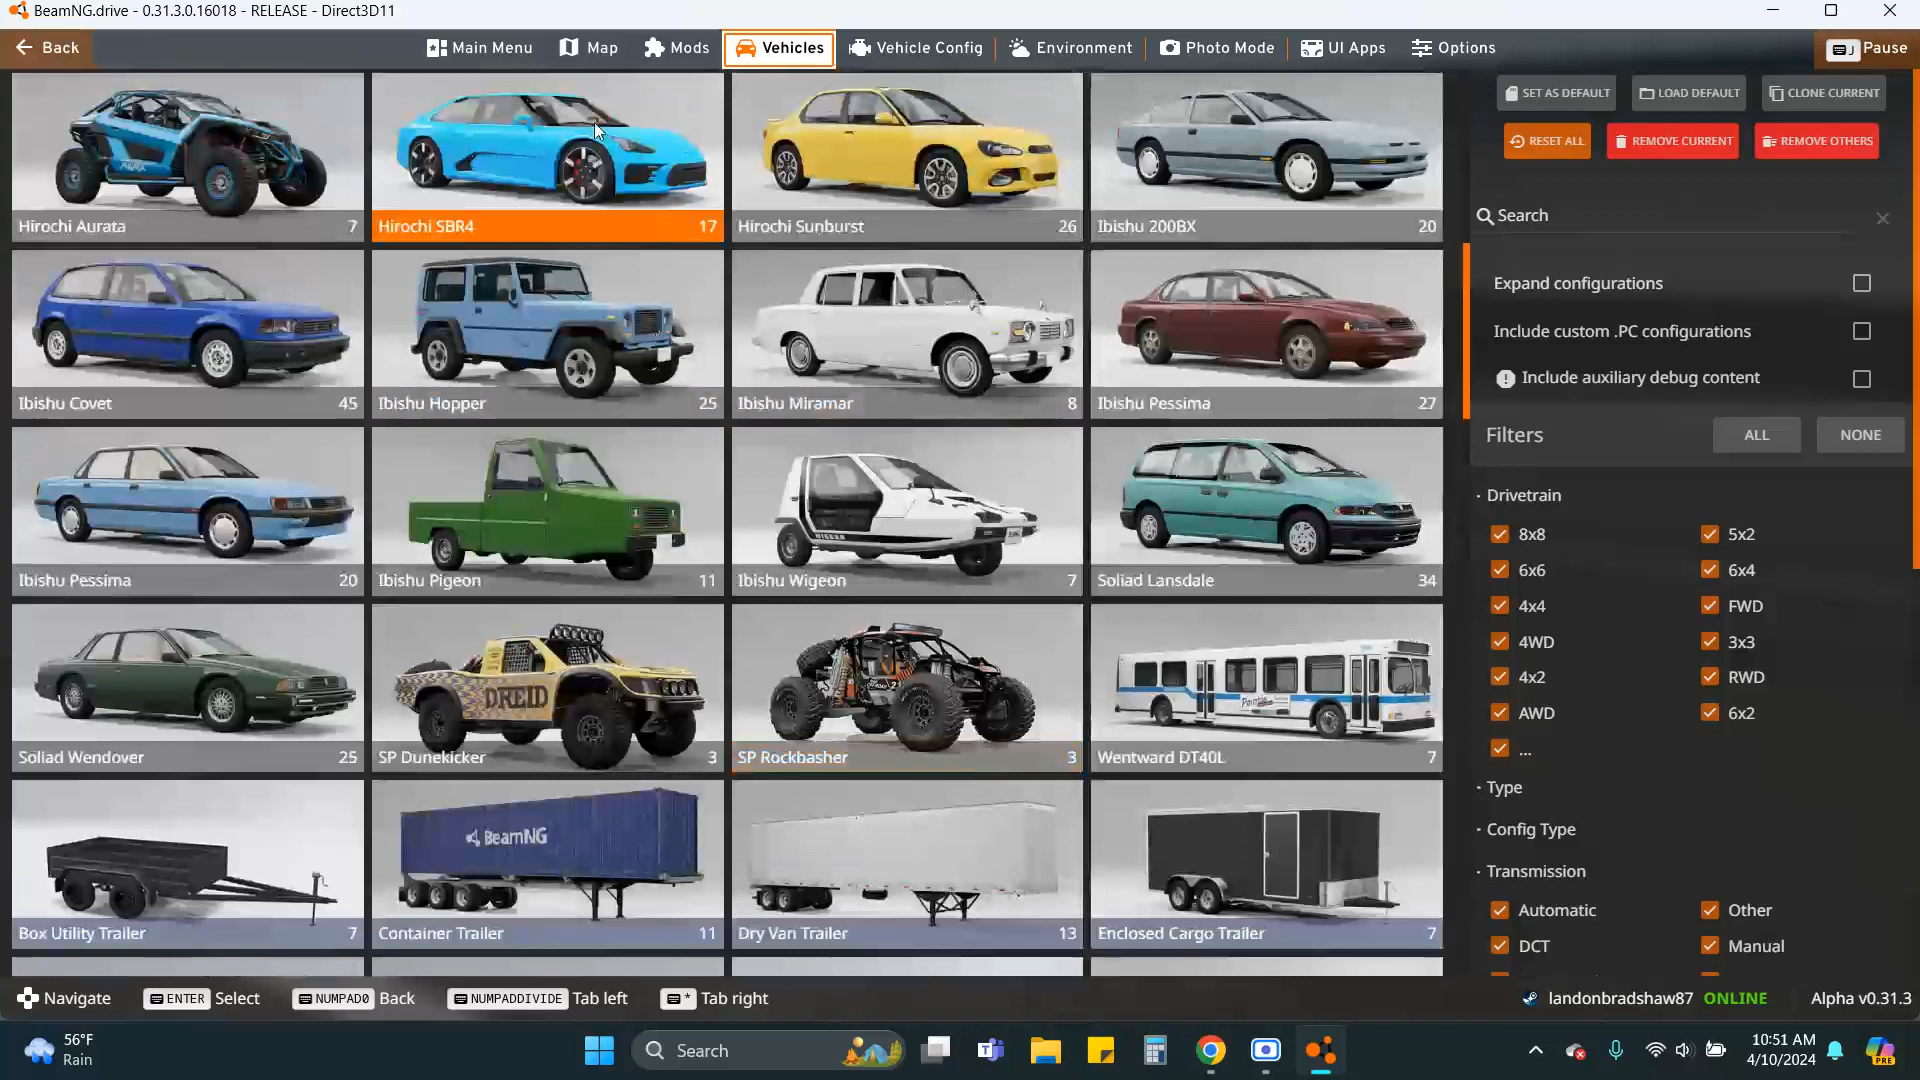 BeamNG.drive - 0.31.3.0.16018 - RELEASE - Direct3D11
Back
Main Menu
Map
Mods
Vehicles
Vehicle Config
Environment
Photo Mode
UI Apps
Options
J Pause
Hirochi Aurata 7
Hirochi SBR4 17
Hirochi Sunburst 26
Ibishu 200BX 20
Ibishu Covet 45
Ibishu Hopper 25
Ibishu Miramar 8
Ibishu Pessima 27
Ibishu Pessima 20
Ibishu Pigeon 11
Ibishu Wigeon 7
Soliad Lansdale 34
DREID
Soliad Wendover 25
SP Dunekicker 3
SP Rockbasher 3
Wentward DT40L 7
BeamNG
Box Utility Trailer 7
Container Trailer 11
Dry Van Trailer 13
Enclosed Cargo Trailer 7
SET AS DEFAULT
LOAD DEFAULT
CLONE CURRENT
RESET ALL
REMOVE CURRENT
REMOVE OTHERS
Search
Expand configurations
Include custom .PC configurations
Include auxiliary debug content
Filters
ALL
NONE
· Drivetrain
8x8
5x2
6x6
6x4
4x4
FWD
4WD
3x3
4x2
RWD
AWD
6x2
...
· Type
· Config Type
· Transmission
Automatic
Other
DCT
Manual
Navigate
ENTER Select
NUMPAD0 Back
NUMPADDIVIDE Tab left
* Tab right
landonbradshaw87 ONLINE
Alpha v0.31.3
56°F
Rain
Search
10:51 AM
4/10/2024
PRE